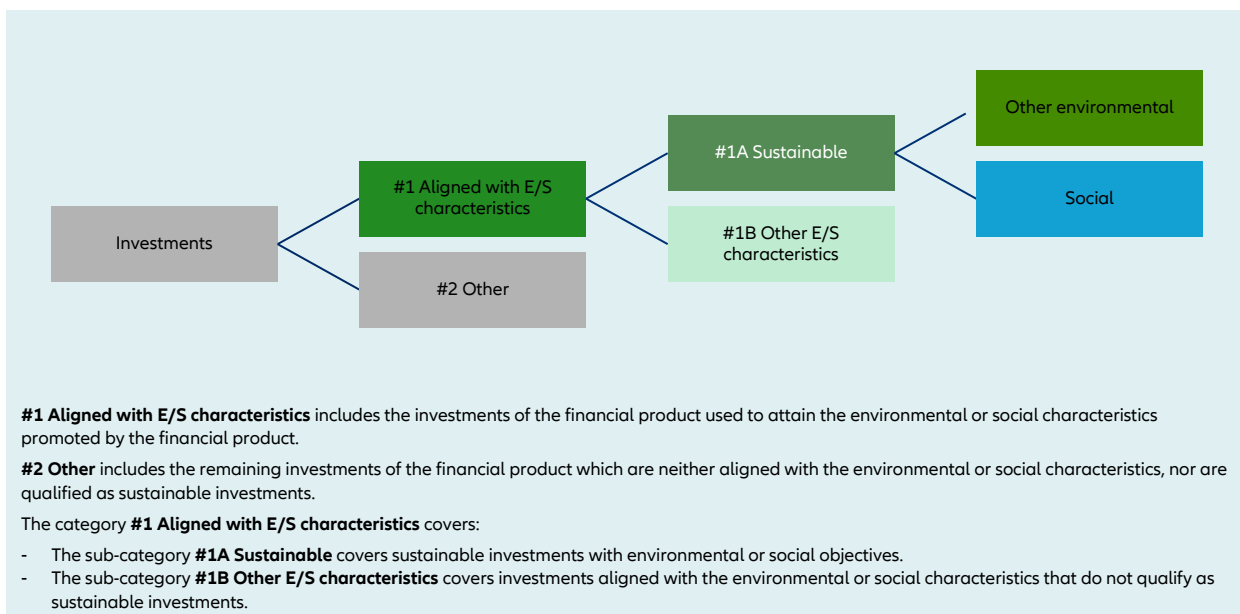 Other environmental
#1A Sustainable
#1 Aligned with E/S
characteristics
Social
Investments
#1B Other E/S
characteristics
#2 Other
#1 Aligned with E/S characteristics includes the investments of the financial product used to attain the environmental or social characteristics
promoted by the financial product.
#2 Other includes the remaining investments of the financial product which are neither aligned with the environmental or social characteristics, nor are
qualified as sustainable investments.
The category #1 Aligned with E/S characteristics covers:
- The sub-category #1A Sustainable covers sustainable investments with environmental or social objectives.
- The sub-category #1B Other E/S characteristics covers investments aligned with the environmental or social characteristics that do not qualify as
sustainable investments.